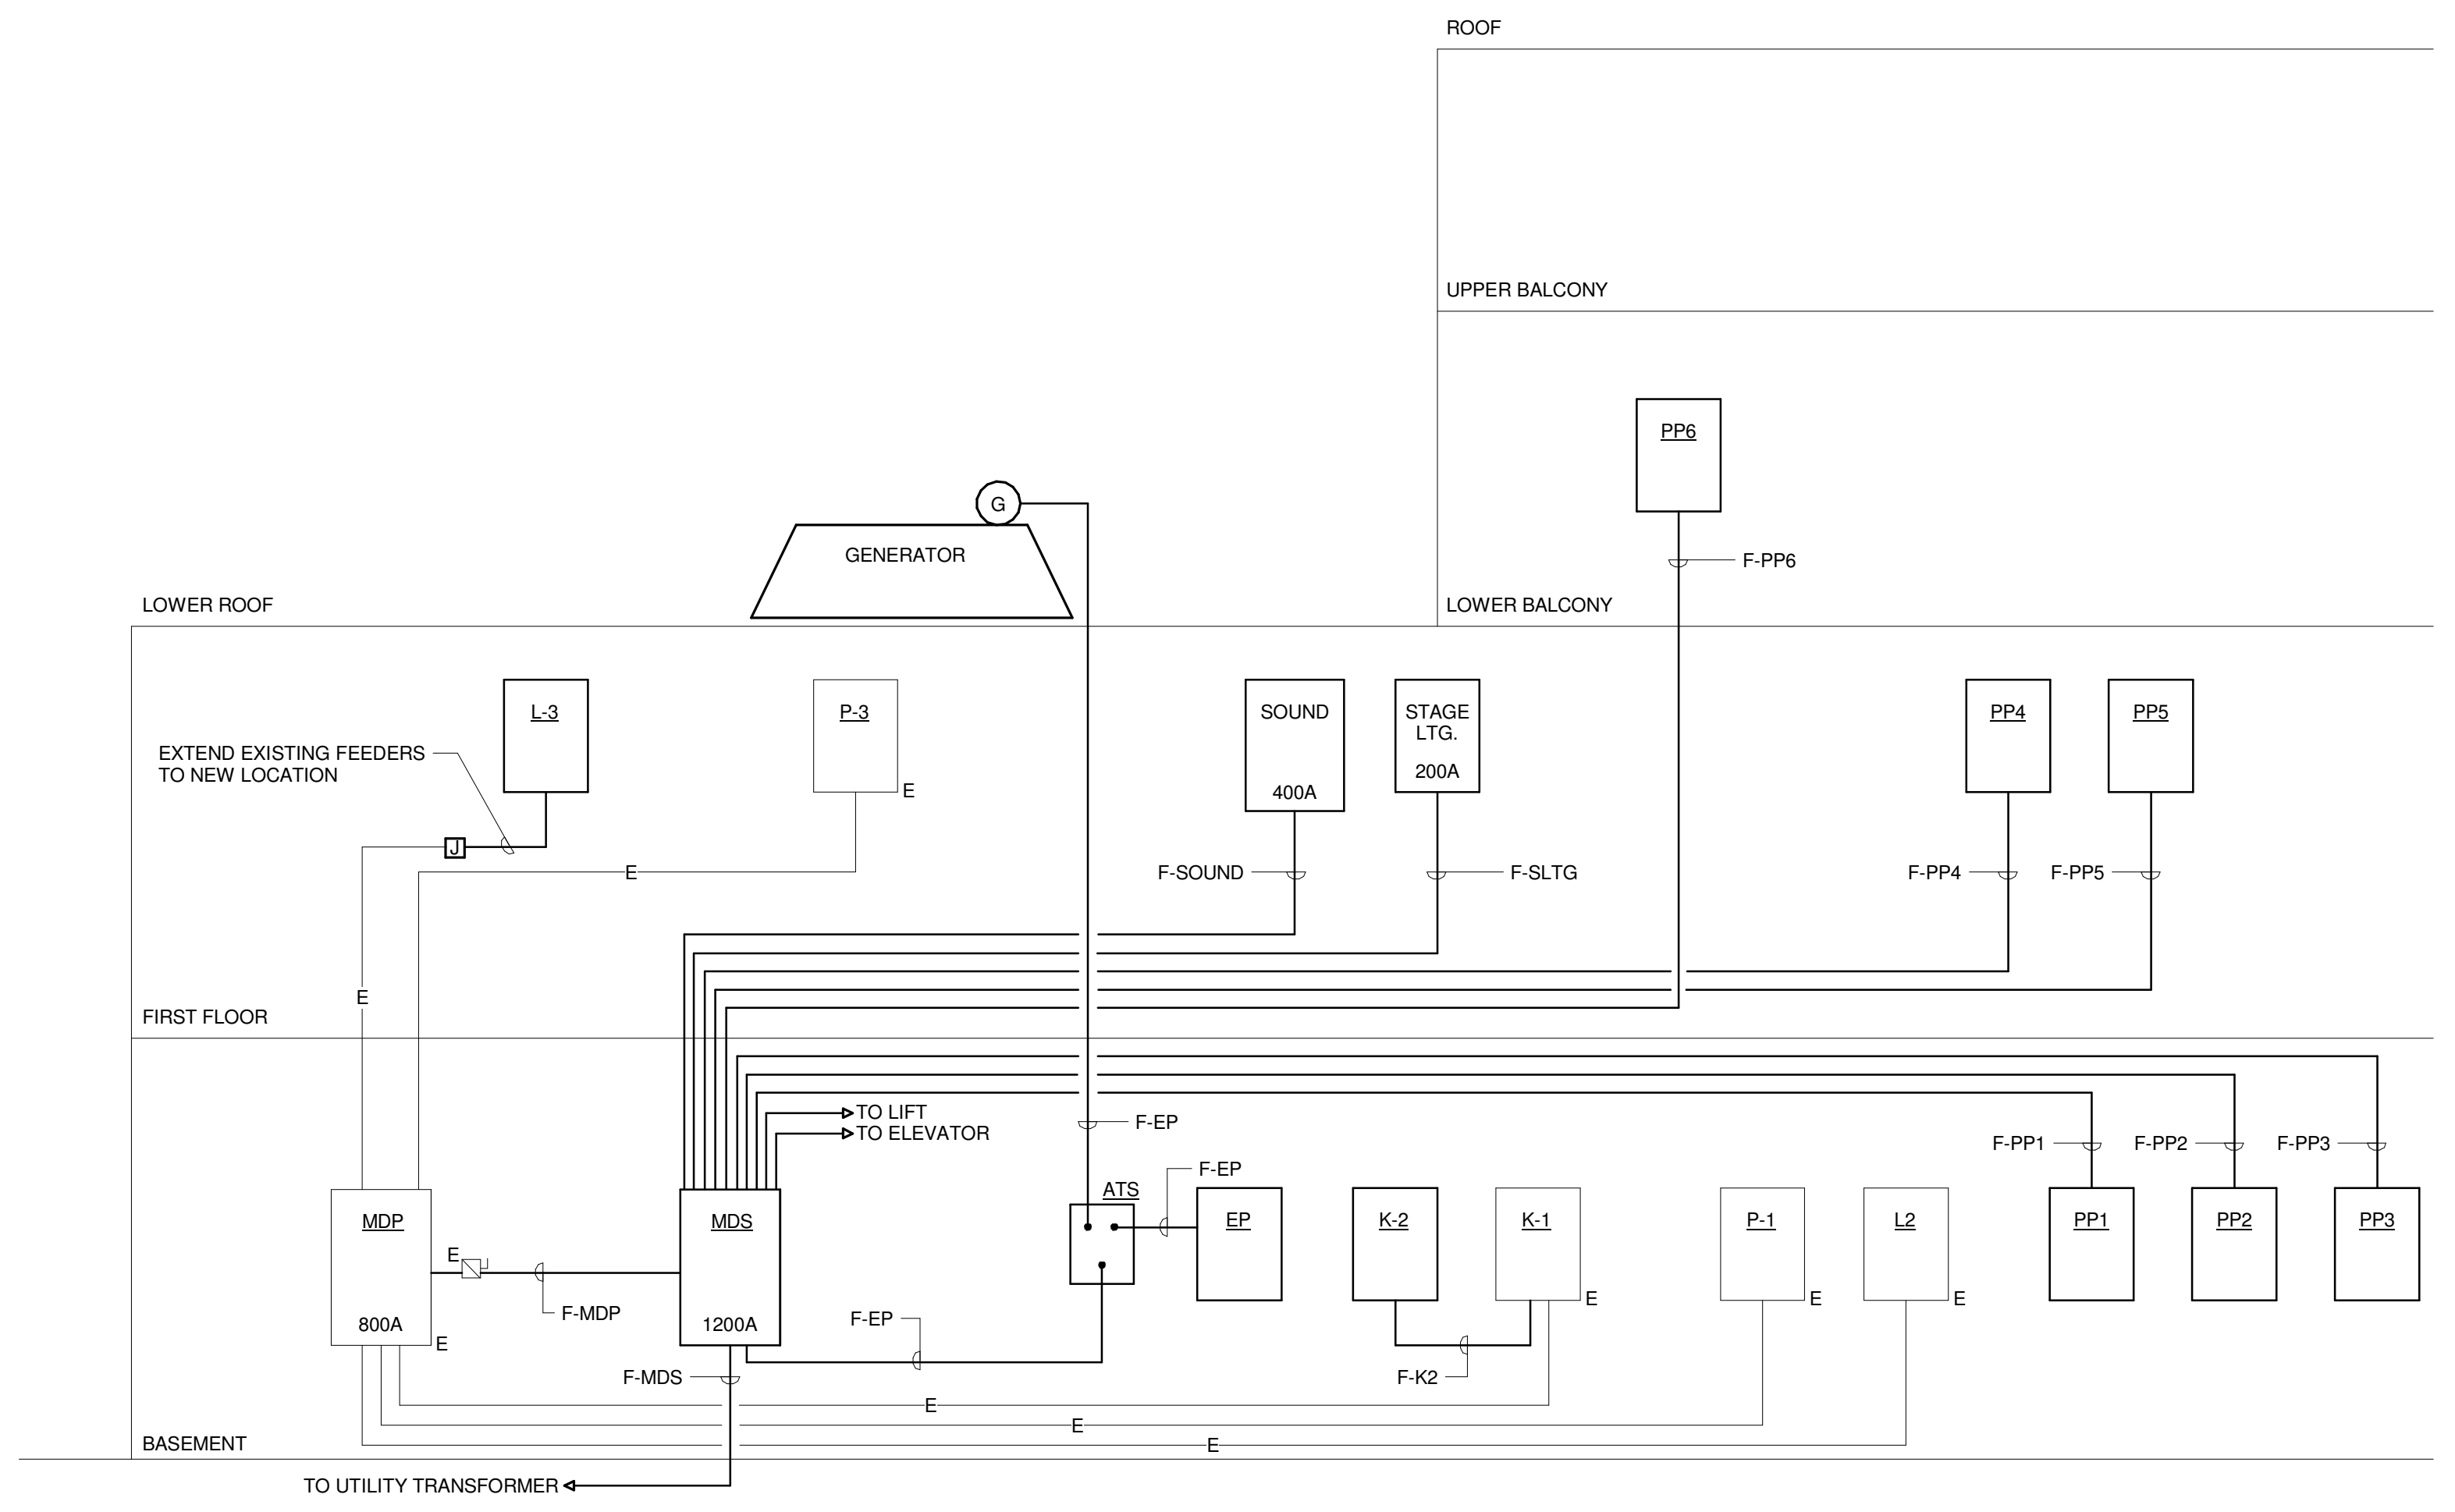 ROOF
UPPER BALCONY
PP6
G
GENERATOR
F-PP6
LOWER ROOF
LOWER BALCONY
L-3
P-3
SOUND
STAGE
LTG.
PP4
PP5
EXTEND EXISTING FEEDERS
TO NEW LOCATION
200A
E
400A
J
E
F-SOUND
F-SLTG
F-PP4
F-PP5
E
FIRST FLOOR
TO LIFT
TO ELEVATOR
F-EP
F-PP1
F-PP2
F-PP3
F-EP
ATS
MDP
MDS
EP
K-2
K-1
P-1
L2
PP1
PP2
PP3
E
E
E
E
F-MDP
F-EP
800A
1200A
E
F-MDS
F-K2
E
E
BASEMENT
E
TO UTILITY TRANSFORMER